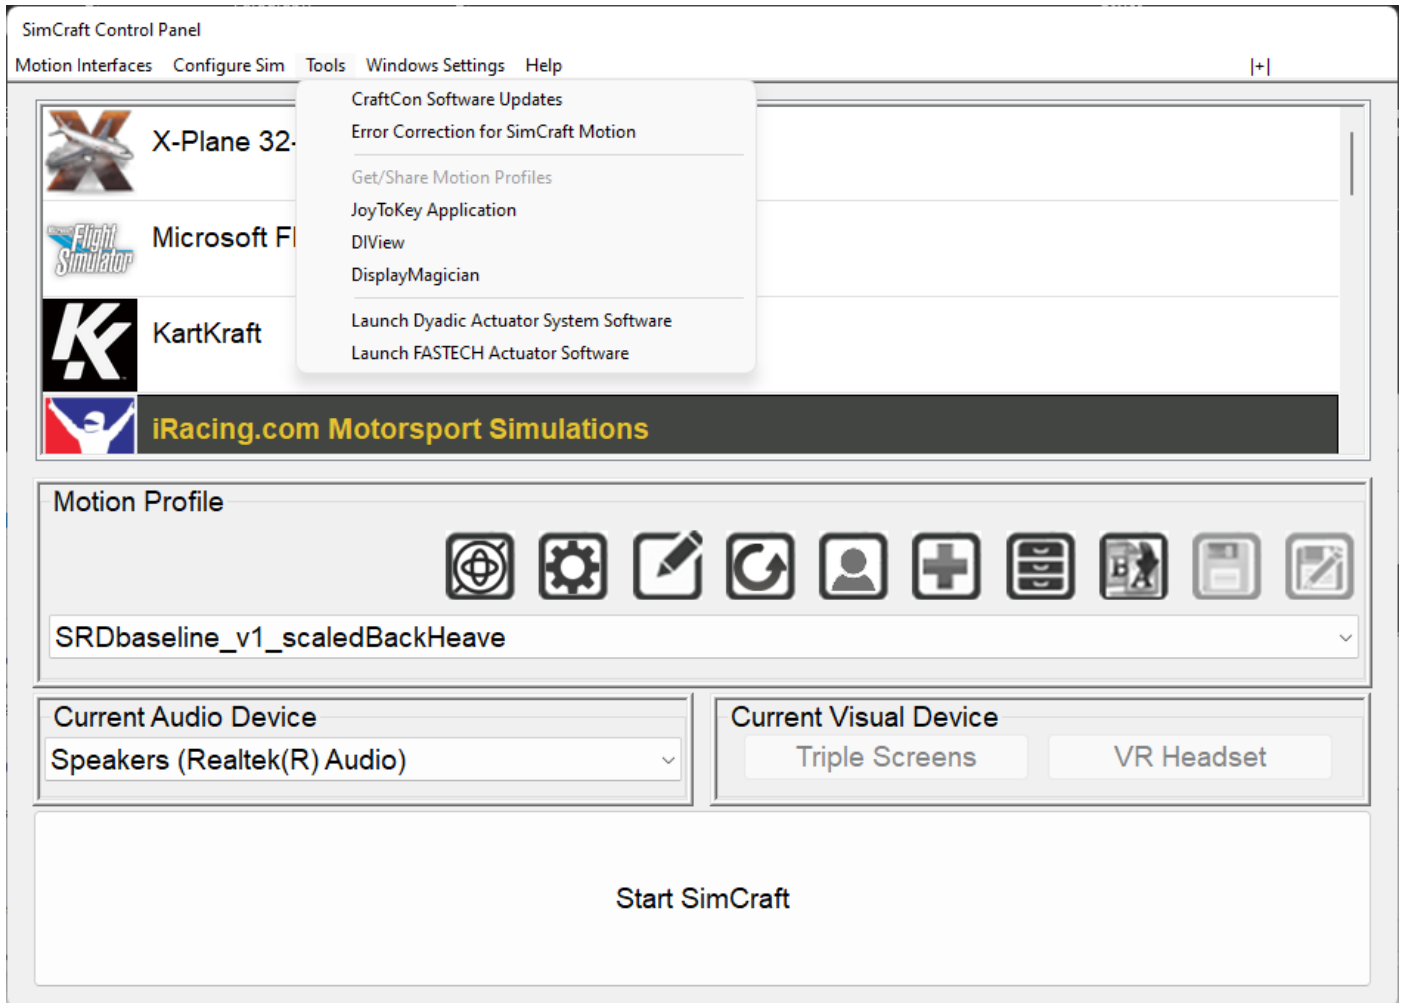 SimCraft Control Panel
Motion Interfaces Configure Sim Tools Windows Settings Help |+|
CraftCon Software Updates
Error Correction for SimCraft Motion
Get/Share Motion Profiles
JoyToKey Application
DIView
DisplayMagician
Launch Dyadic Actuator System Software
Launch FASTECH Actuator Software
X-Plane 32-
Flight Simulator
Microsoft Fl
KartKraft
iRacing.com Motorsport Simulations
Motion Profile
B A
SRDbaseline_v1_scaledBackHeave
Current Audio Device
Speakers (Realtek(R) Audio)
Current Visual Device
Triple Screens VR Headset
Start SimCraft